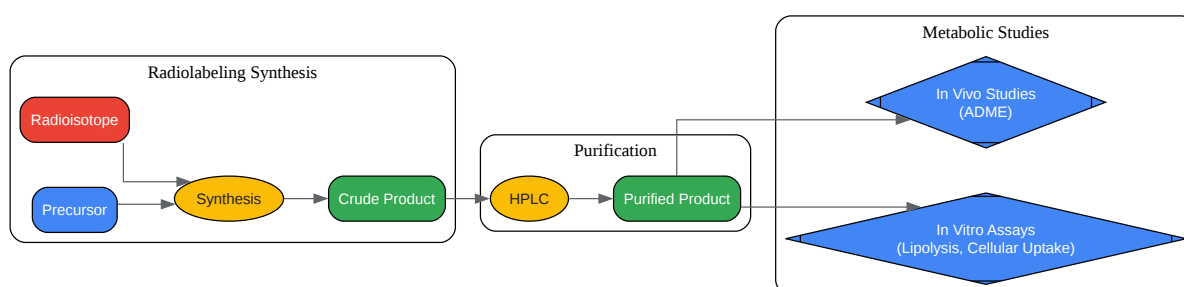 Radiolabeling Synthesis
Radioisotope
Precursor
Synthesis
Crude Product
Purification
HPLC
Purified Product
Metabolic Studies
In Vivo Studies
(ADME)
In Vitro Assays
(Lipolysis, Cellular Uptake)